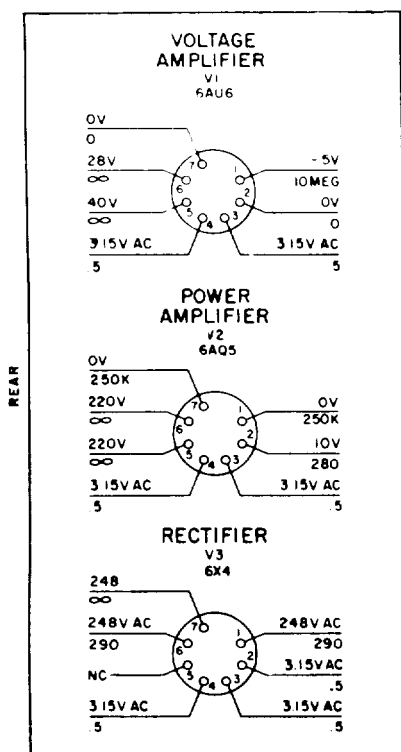 VOLTAGE
AMPLIFIER
V1
6AU6
0V
0
7
28V
∞
6
1
-5V
10MEG
40V
∞
5
2
0V
0
4
3
3.15V AC
.5
3.15V AC
.5
POWER
AMPLIFIER
V2
6AQ5
REAR
0V
250K
7
220V
∞
6
1
0V
250K
220V
∞
5
2
10V
280
4
3
3.15V AC
.5
3.15V AC
.5
RECTIFIER
V3
6X4
248
∞
7
248V AC
290
6
1
248V AC
290
NC
5
2
3.15V AC
.5
4
3
3.15V AC
.5
3.15V AC
.5